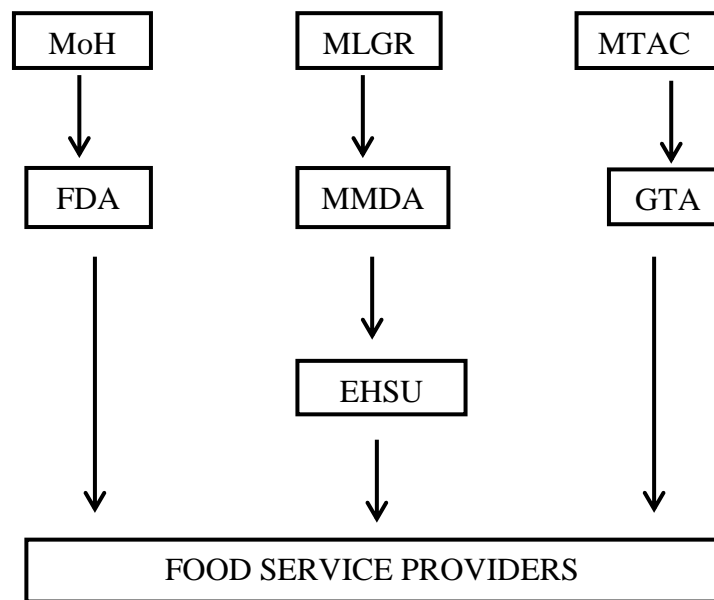 MoH
MLGR
MTAC
FDA
MMDA
GTA
EHSU
FOOD SERVICE PROVIDERS